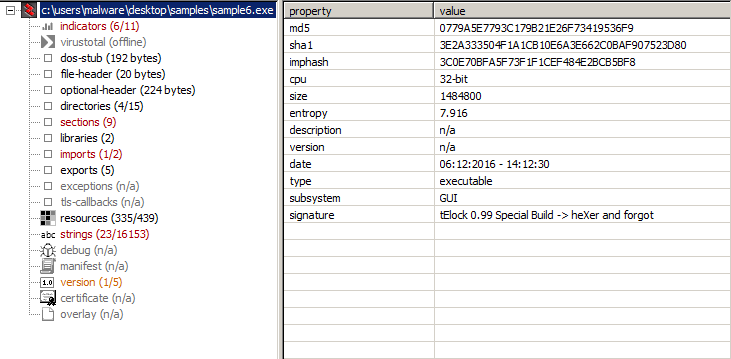 c:\users\malware\desktop\samples\sample6.exe
indicators (6/11)
virustotal (offline)
dos-stub (192 bytes)
file-header (20 bytes)
optional-header (224 bytes)
directories (4/15)
sections (9)
libraries (2)
imports (1/2)
exports (5)
exceptions (n/a)
tls-callbacks (n/a)
resources (335/439)
abc strings (23/16153)
debug (n/a)
manifest (n/a)
1.0 version (1/5)
certificate (n/a)
overlay (n/a)
property value
md5 0779A5E7793C179B21E26F73419536F9
sha1 3E2A333504F1A1CB10E6A3E662C0BAF907523D80
imphash 3C0E70BFA5F73F1F1CEF484E2BCB5BF8
cpu 32-bit
size 1484800
entropy 7.916
description n/a
version n/a
date 06:12:2016 - 14:12:30
type executable
subsystem GUI
signature tElock 0.99 Special Build -> heXer and forgot